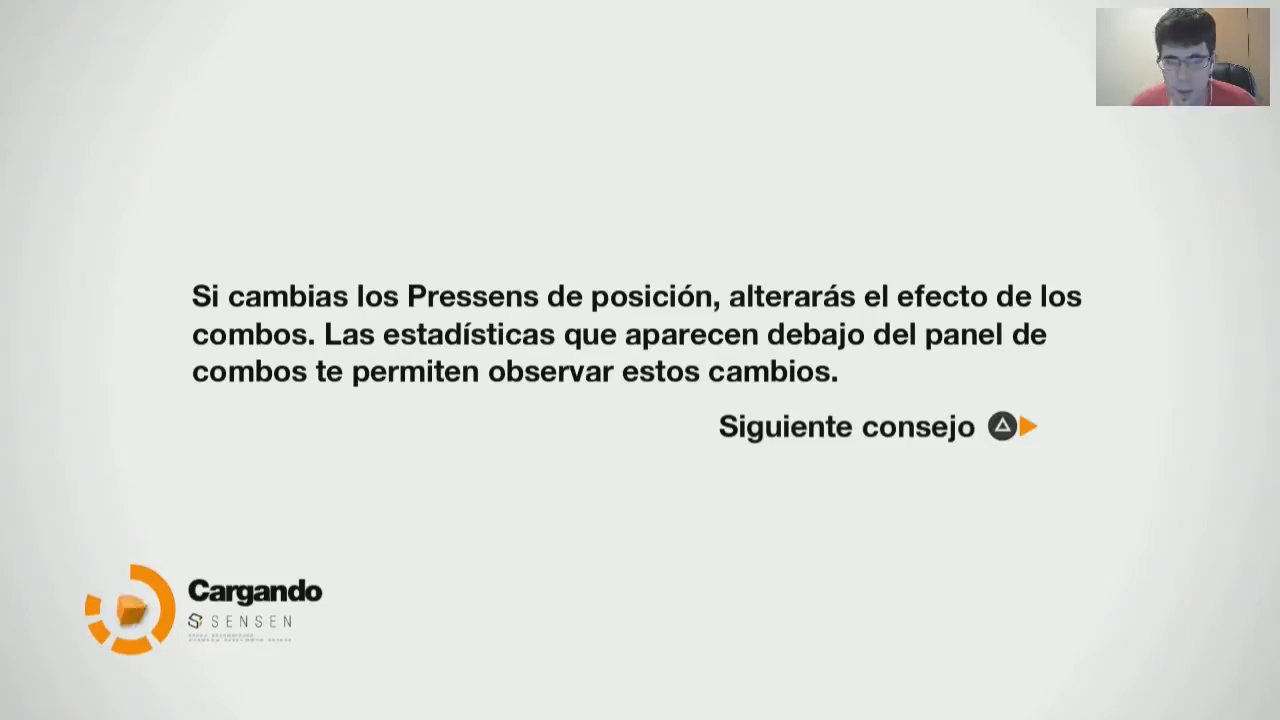 Si cambias los Pressens de posición, alterarás el efecto de los
combos. Las estadísticas que aparecen debajo del panel de
combos te permiten observar estos cambios.
Siguiente consejo
Cargando
SENSEN